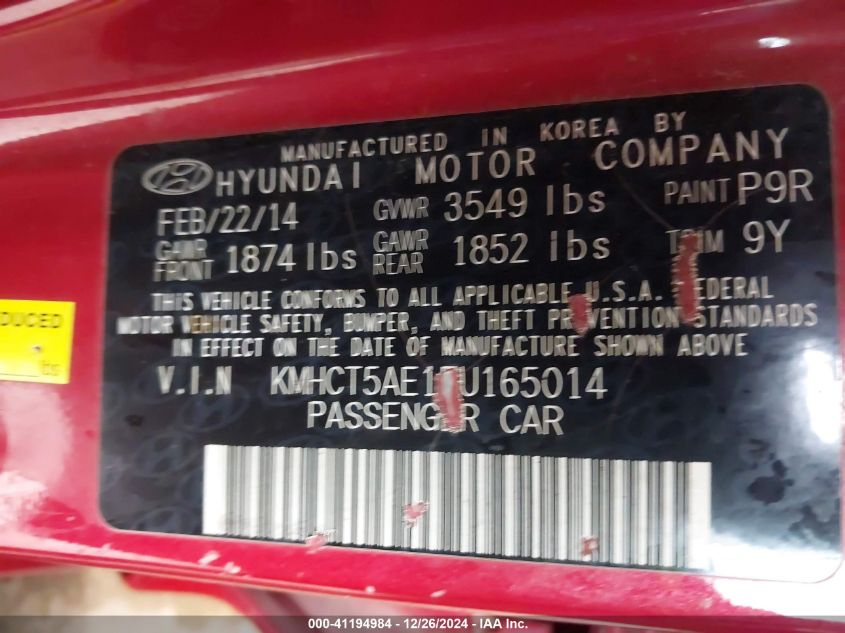 MANUFACTURED IN KOREA BY
HYUNDAI MOTOR COMPANY
FEB/22/14 GVWR 3549 lbs PAINT P9R
GAWR FRONT 1874 lbs GAWR REAR 1852 lbs TRIM 9Y
THIS VEHICLE CONFORMS TO ALL APPLICABLE U.S.A. FEDERAL
MOTOR VEHICLE SAFETY, BUMPER, AND THEFT PREVENTION STANDARDS
IN EFFECT ON THE DATE OF MANUFACTURE SHOWN ABOVE
V.I.N
PASSENGER CAR
DUCED
lbs
000-41194984 - 12/26/2024 - IAA Inc.